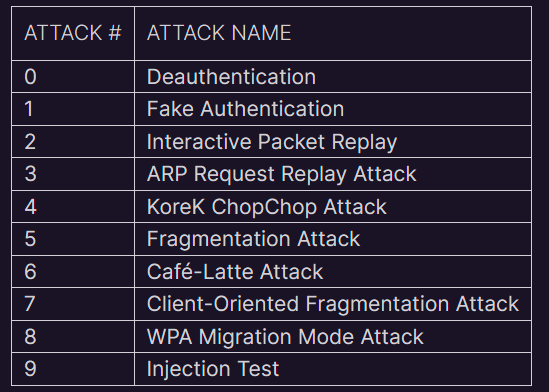 ATTACK # ATTACK NAME
0 Deauthentication
1 Fake Authentication
2 Interactive Packet Replay
3 ARP Request Replay Attack
4 KoreK ChopChop Attack
5 Fragmentation Attack
6 Café-Latte Attack
7 Client-Oriented Fragmentation Attack
8 WPA Migration Mode Attack
9 Injection Test